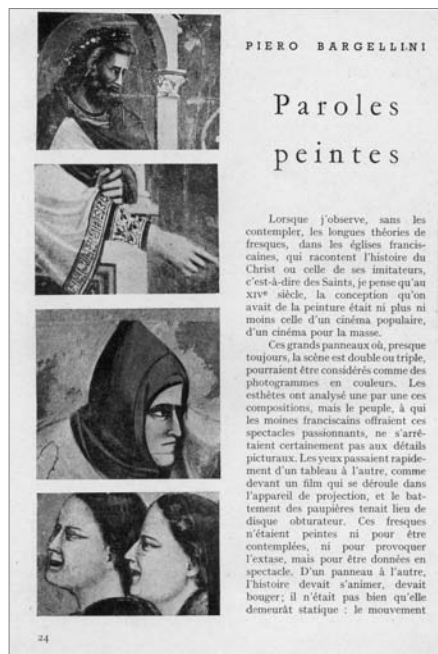 PIERO BARGELLINI
Paroles
peintes
Lorsque j'observe, sans les
contempler, les longues théories de
fresques, dans les églises francis-
caines, qui racontent l'histoire du
Christ ou celle de ses imitateurs,
c'est-à-dire des Saints, je pense qu'au
XIVe siècle, la conception qu'on
avait de la peinture était ni plus ni
moins celle d'un cinéma populaire,
d'un cinéma pour la masse.
Ces grands panneaux où, presque
toujours, la scène est double ou triple,
pourraient être considérés comme des
photogrammes en couleurs. Les
esthètes ont analysé une par une ces
compositions, mais le peuple, à qui
les moines franciscains offraient ces
spectacles passionnants, ne s'arrê-
taient certainement pas aux détails
picturaux. Les yeux passaient rapide-
ment d'un tableau à l'autre, comme
devant un film qui se déroule dans
l'appareil de projection, et le bat-
tement des paupières tenait lieu de
disque obturateur. Ces fresques
n'étaient peintes ni pour être
contemplées, ni pour provoquer
l'extase, mais pour être données en
spectacle. D'un panneau à l'autre,
l'histoire devait s'animer, devait
bouger; il n'était pas bien qu'elle
demeurât statique : le mouvement
24